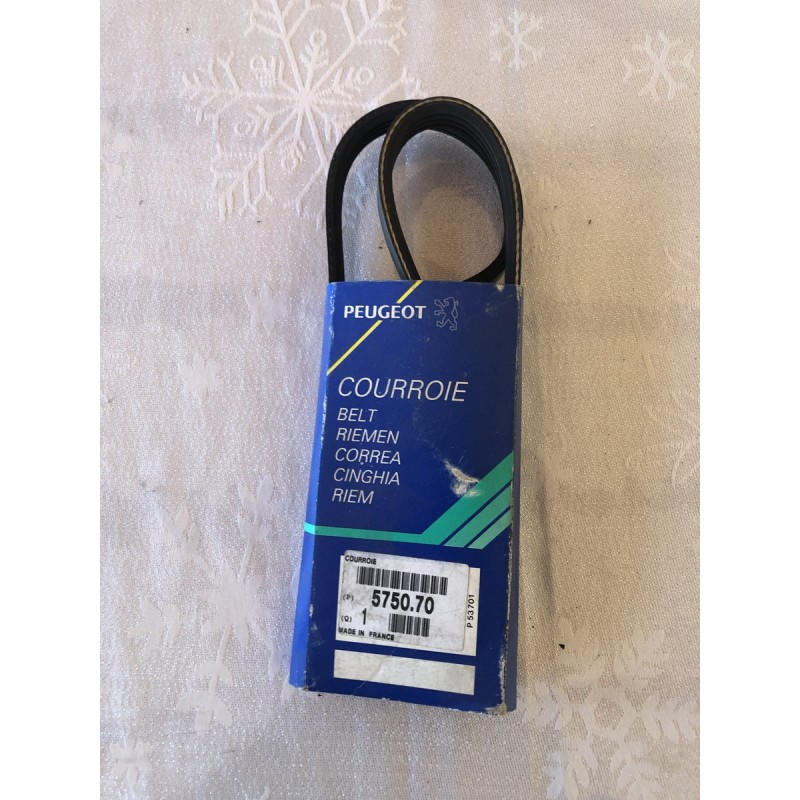 PEUGEOT
COURROIE
BELT
RIEMEN
CORREA
CINGHIA
RIEM
COURROIE
(P) 5750.70
(Q) 1
MADE IN FRANCE
P 53701